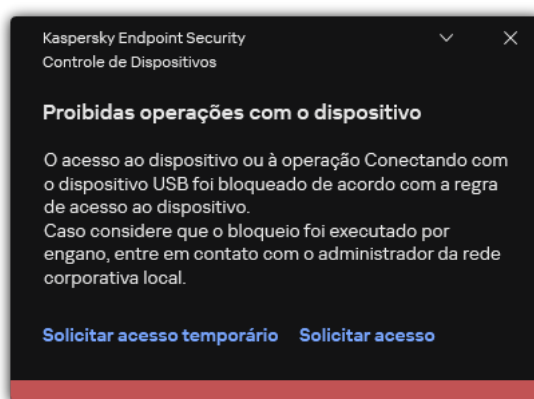 Kaspersky Endpoint Security
Controle de Dispositivos
Proibidas operações com o dispositivo
O acesso ao dispositivo ou à operação Conectando com
o dispositivo USB foi bloqueado de acordo com a regra
de acesso ao dispositivo.
Caso considere que o bloqueio foi executado por
engano, entre em contato com o administrador da rede
corporativa local.
Solicitar acesso temporário Solicitar acesso